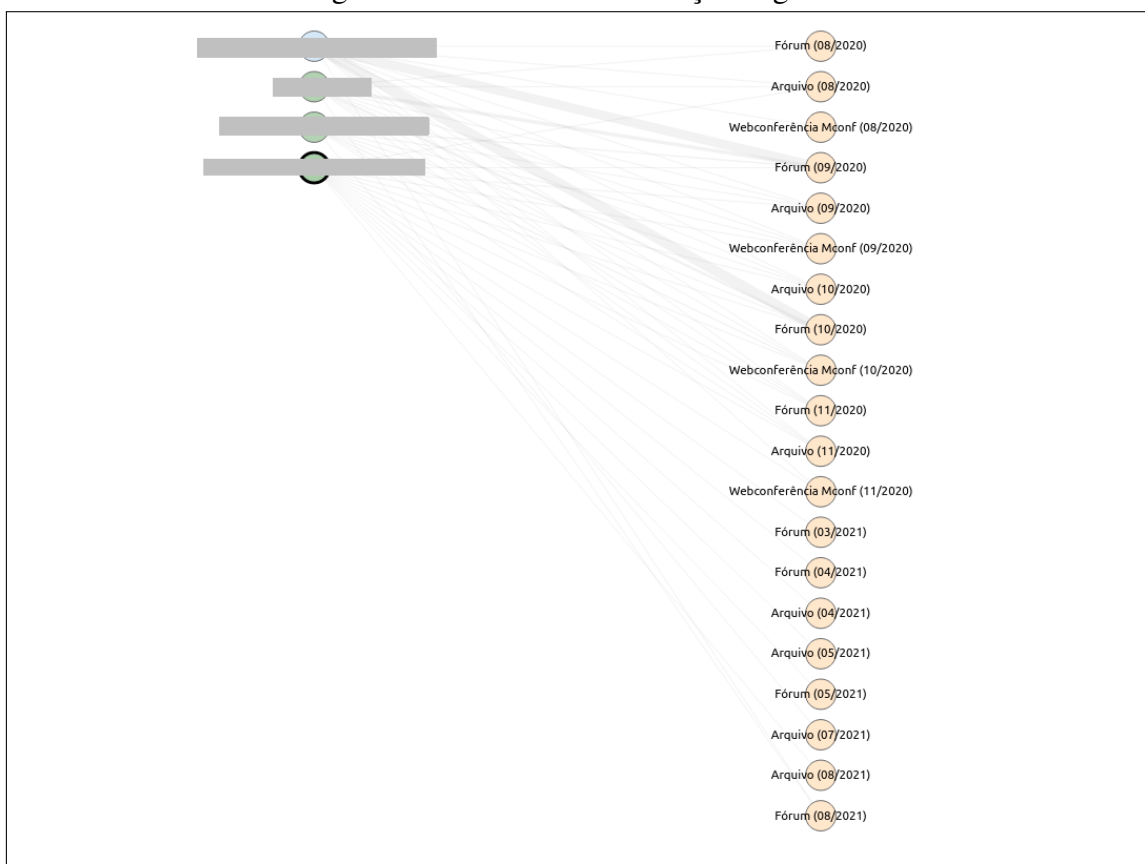 Fórum (08/2020)
Arquivo (08/2020)
Webconferência Mconf (08/2020)
Fórum (09/2020)
Arquivo (09/2020)
Webconferência Mconf (09/2020)
Arquivo (10/2020)
Fórum (10/2020)
Webconferência Mconf (10/2020)
Fórum (11/2020)
Arquivo (11/2020)
Webconferência Mconf (11/2020)
Fórum (03/2021)
Fórum (04/2021)
Arquivo (04/2021)
Arquivo (05/2021)
Fórum (05/2021)
Arquivo (07/2021)
Arquivo (08/2021)
Fórum (08/2021)